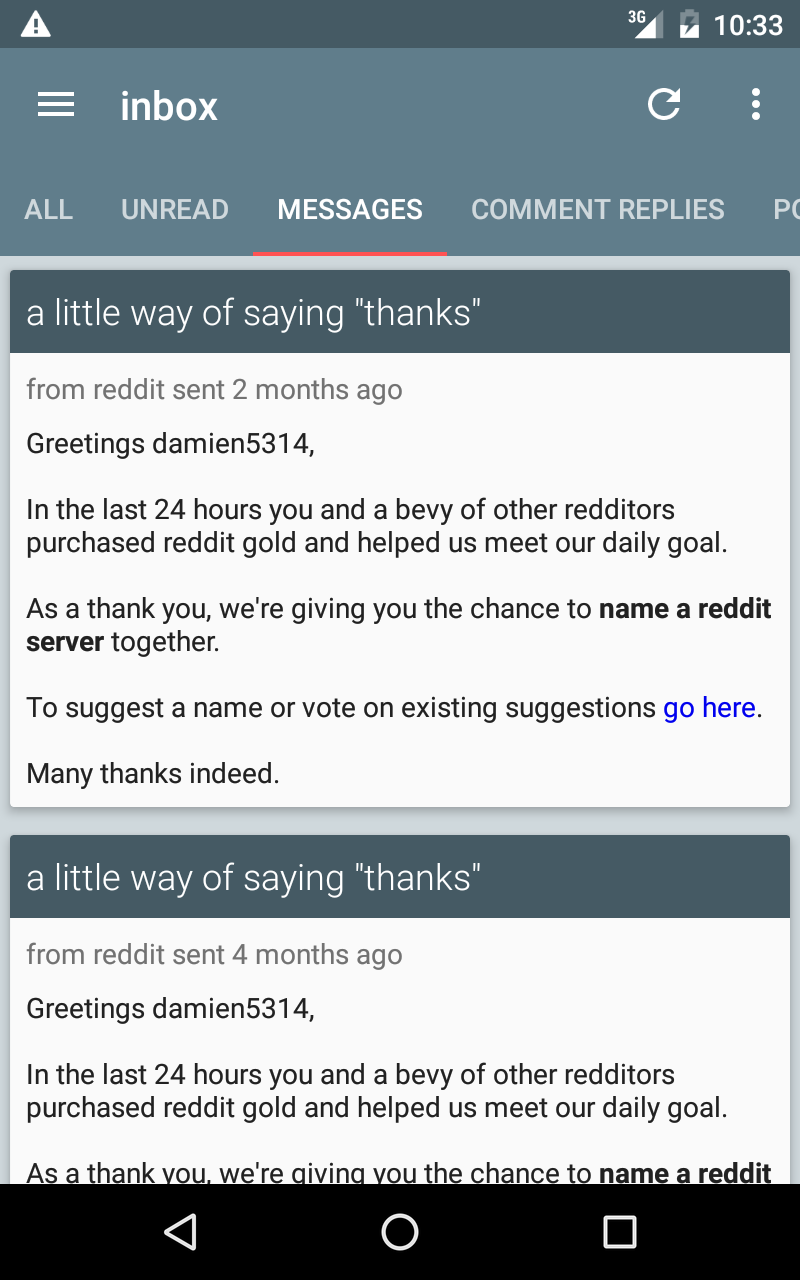 3G 10:33
inbox
ALL UNREAD MESSAGES COMMENT REPLIES
a little way of saying "thanks"
from reddit sent 2 months ago
Greetings damien5314,
In the last 24 hours you and a bevy of other redditors
purchased reddit gold and helped us meet our daily goal.
As a thank you, we're giving you the chance to name a reddit
server together.
To suggest a name or vote on existing suggestions go here.
Many thanks indeed.
a little way of saying "thanks"
from reddit sent 4 months ago
Greetings damien5314,
In the last 24 hours you and a bevy of other redditors
purchased reddit gold and helped us meet our daily goal.
As a thank you, we're giving you the chance to name a reddit